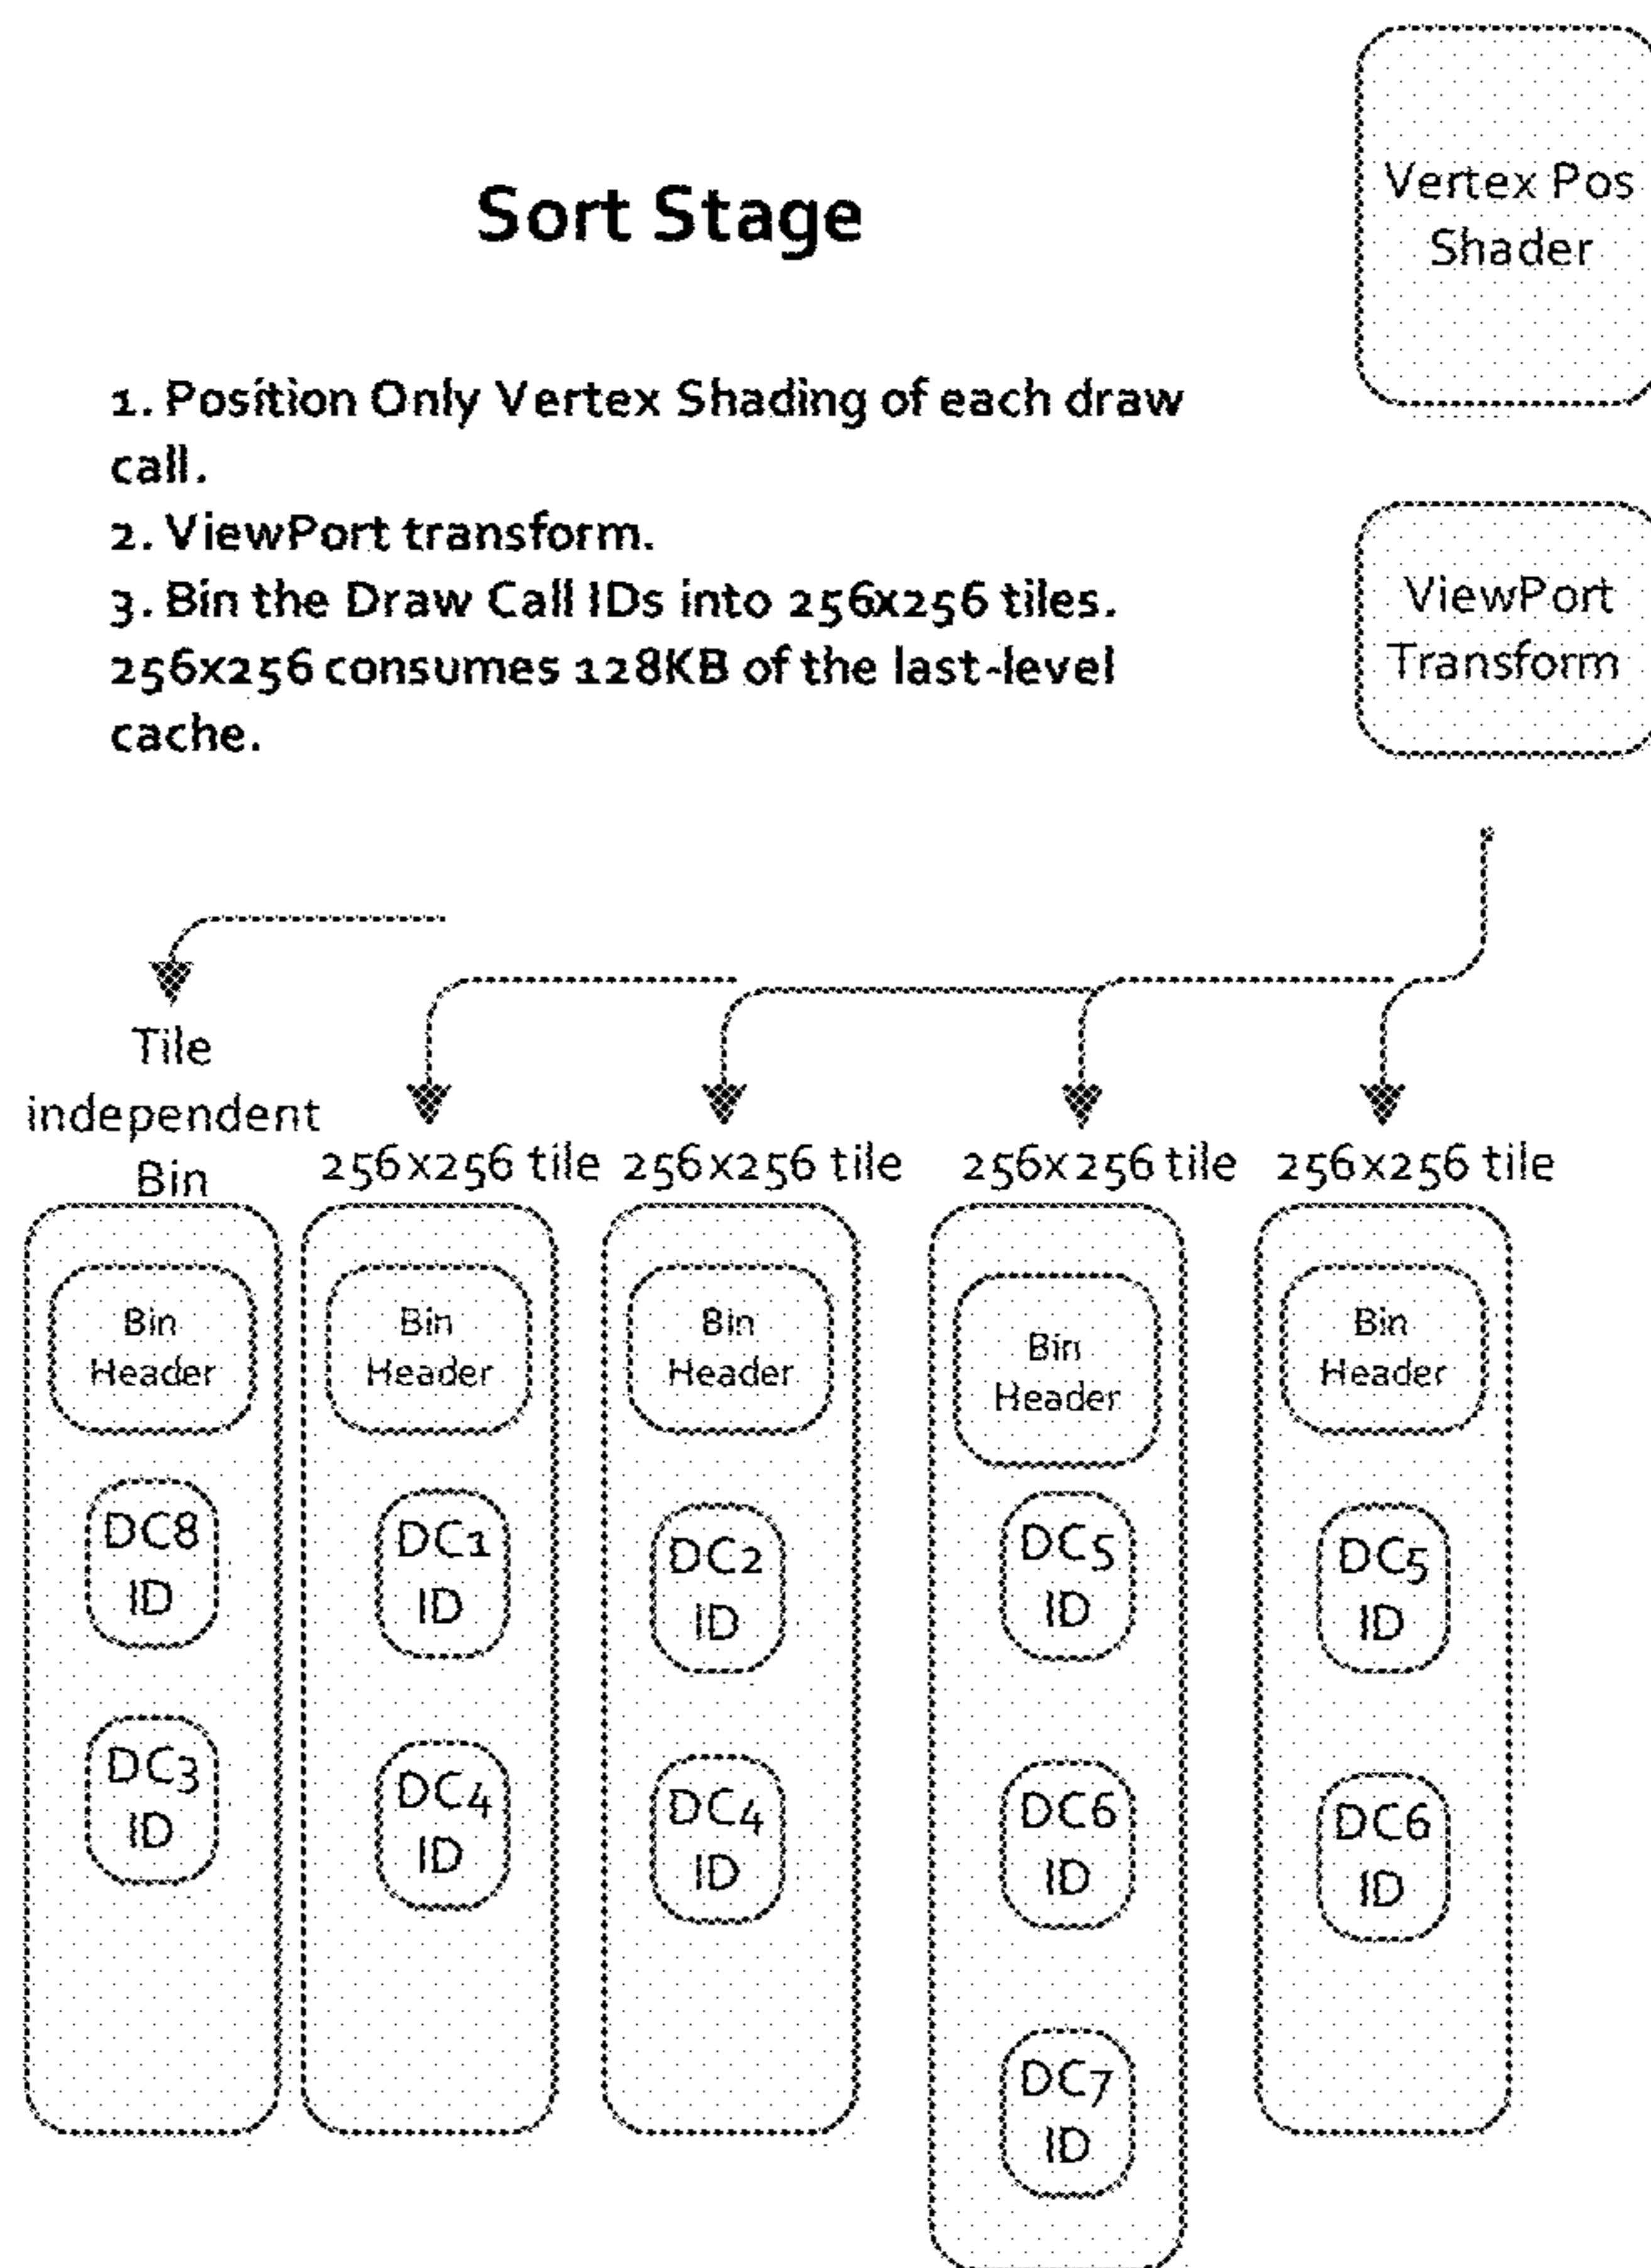 Sort Stage
1. Position Only Vertex Shading of each draw
call.
2. ViewPort transform.
3. Bin the Draw Call IDs into 256x256 tiles.
256x256 consumes 128KB of the last-level
cache.
Vertex Pos
Shader
ViewPort
Transform
Tile
independent
Bin
256x256 tile
256x256 tile
256x256 tile
256x256 tile
Bin
Header
DC8
ID
DC3
ID
Bin
Header
DC1
ID
DC4
ID
Bin
Header
DC2
ID
DC4
ID
Bin
Header
DC5
ID
DC6
ID
DC7
ID
Bin
Header
DC5
ID
DC6
ID